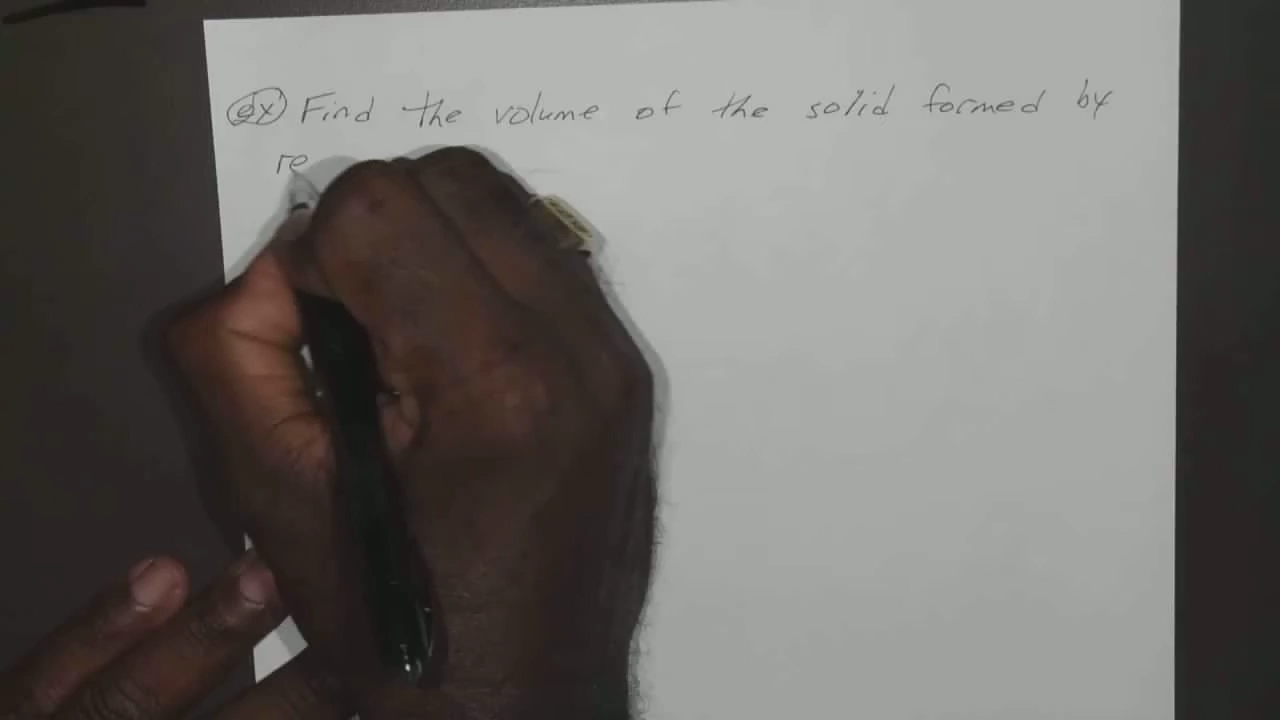 ex Find the volume of the solid formed by
re